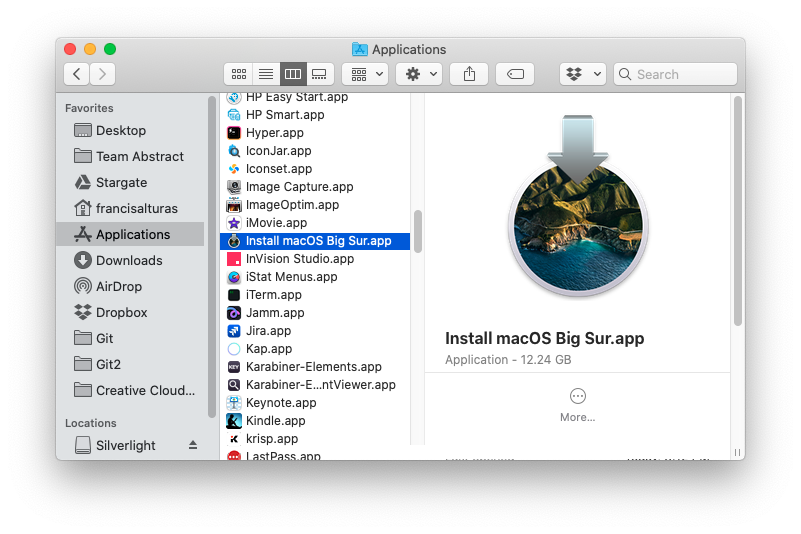 Applications
Search
Favorites
Desktop
Team Abstract
Stargate
francisalturas
Applications
Downloads
AirDrop
Dropbox
Git
Git2
Creative Cloud...
Locations
Silverlight
HP Easy Start.app
HP Smart.app
Hyper.app
IconJar.app
Iconset.app
Image Capture.app
ImageOptim.app
iMovie.app
Install macOS Big Sur.app
InVision Studio.app
iStat Menus.app
iTerm.app
Jamm.app
Jira.app
Kap.app
KEY
Karabiner-Elements.app
Karabiner-E...ntViewer.app
Keynote.app
Kindle.app
krisp.app
LastPass.app
Install macOS Big Sur.app
Application - 12.24 GB
More...